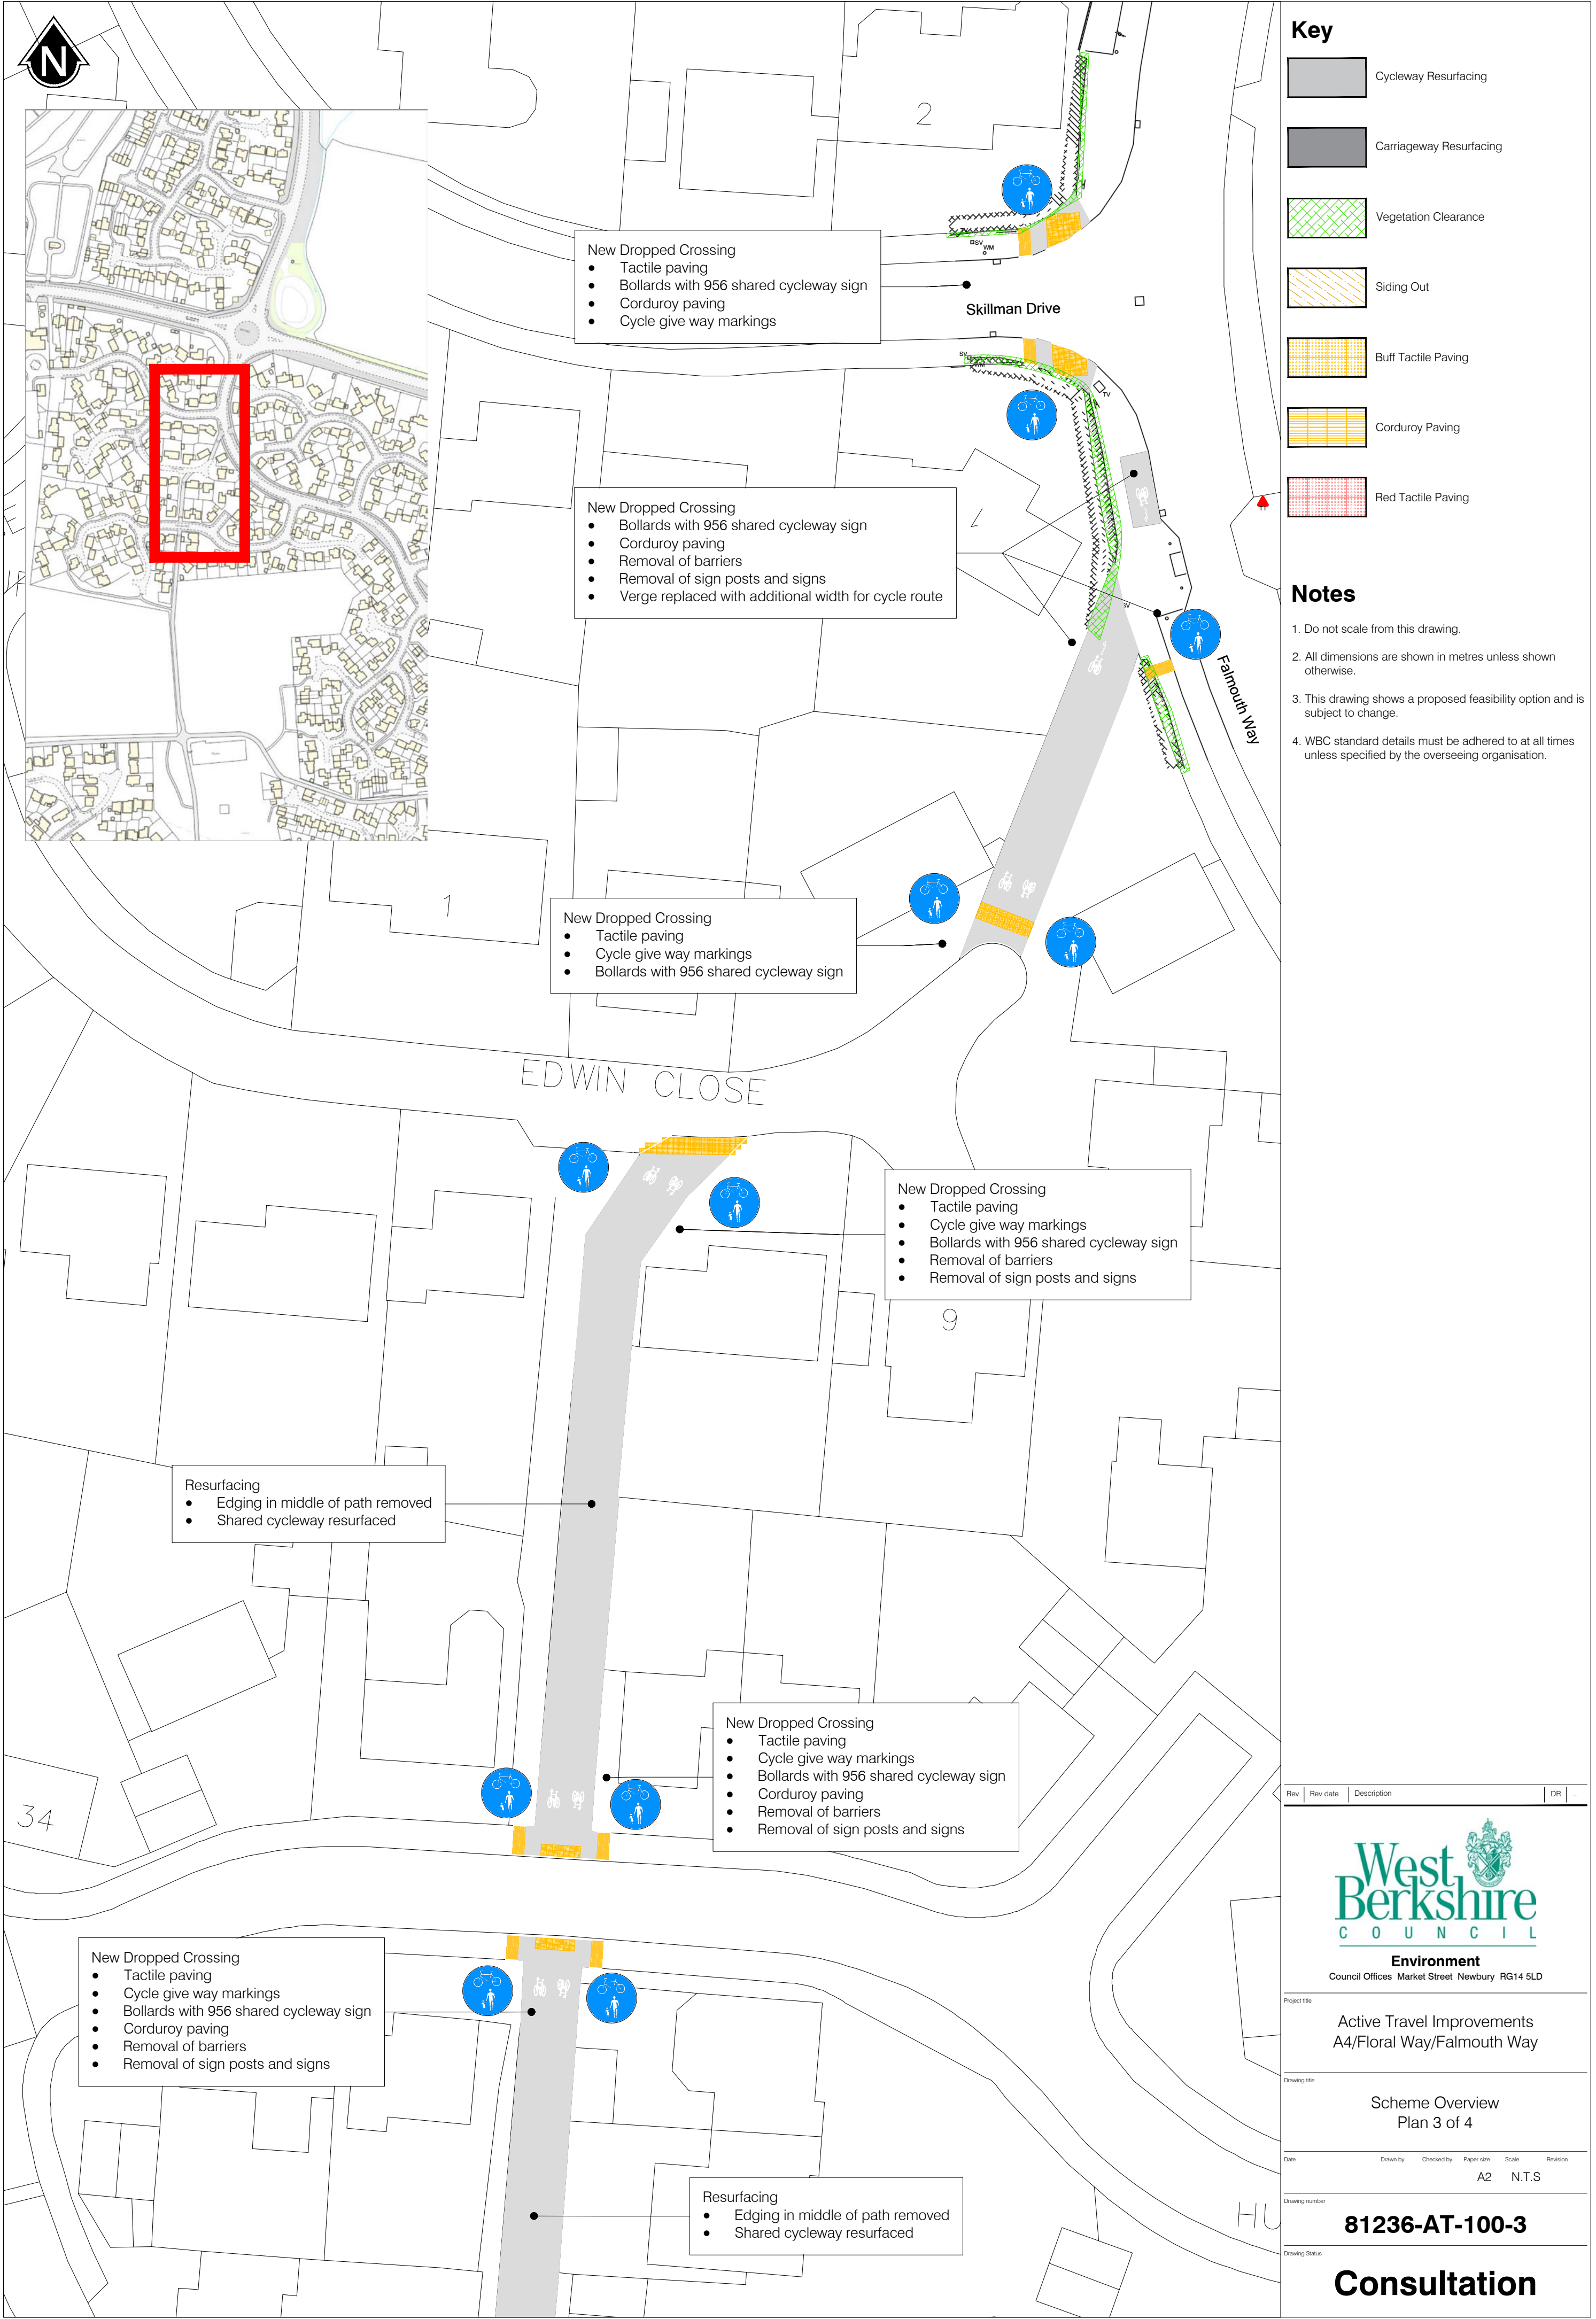 N
2
New Dropped Crossing
● Tactile paving
● Bollards with 956 shared cycleway sign
● Corduroy paving
● Cycle give way markings
SV
WM
Skillman Drive
SV
TV
New Dropped Crossing
● Bollards with 956 shared cycleway sign
● Corduroy paving
● Removal of barriers
● Removal of sign posts and signs
● Verge replaced with additional width for cycle route
SV
Falmouth Way
1
New Dropped Crossing
● Tactile paving
● Cycle give way markings
● Bollards with 956 shared cycleway sign
EDWIN CLOSE
New Dropped Crossing
● Tactile paving
● Cycle give way markings
● Bollards with 956 shared cycleway sign
● Removal of barriers
● Removal of sign posts and signs
9
Resurfacing
● Edging in middle of path removed
● Shared cycleway resurfaced
New Dropped Crossing
● Tactile paving
● Cycle give way markings
● Bollards with 956 shared cycleway sign
● Corduroy paving
● Removal of barriers
● Removal of sign posts and signs
34
New Dropped Crossing
● Tactile paving
● Cycle give way markings
● Bollards with 956 shared cycleway sign
● Corduroy paving
● Removal of barriers
● Removal of sign posts and signs
Resurfacing
● Edging in middle of path removed
● Shared cycleway resurfaced
HU
Key
Cycleway Resurfacing
Carriageway Resurfacing
Vegetation Clearance
Siding Out
Buff Tactile Paving
Corduroy Paving
Red Tactile Paving
Notes
1. Do not scale from this drawing.
2. All dimensions are shown in metres unless shown
otherwise.
3. This drawing shows a proposed feasibility option and is
subject to change.
4. WBC standard details must be adhered to at all times
unless specified by the overseeing organisation.
Rev Rev date Description DR ..
West
Berkshire
COUNCIL
Environment
Council Offices Market Street Newbury RG14 5LD
Project title
Active Travel Improvements
A4/Floral Way/Falmouth Way
Drawing title
Scheme Overview
Plan 3 of 4
Date Drawn by Checked by Paper size Scale Revision
A2 N.T.S
Drawing number
81236-AT-100-3
Drawing Status
Consultation